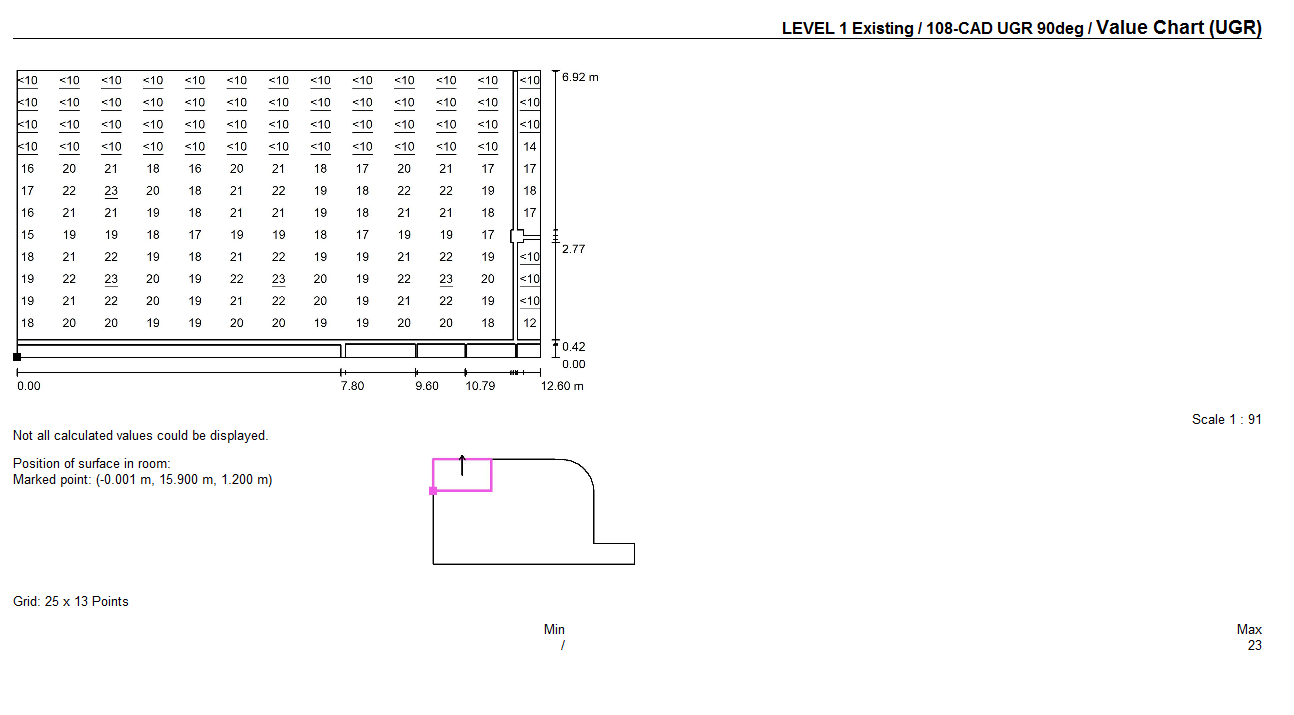 LEVEL 1 Existing / 108-CAD UGR 90deg / Value Chart (UGR)
<10 <10 <10 <10 <10 <10 <10 <10 <10 <10 <10 <10 <10 6.92 m
<10 <10 <10 <10 <10 <10 <10 <10 <10 <10 <10 <10 <10
<10 <10 <10 <10 <10 <10 <10 <10 <10 <10 <10 <10 <10
<10 <10 <10 <10 <10 <10 <10 <10 <10 <10 <10 <10 14
16 20 21 18 16 20 21 18 17 20 21 17 17
17 22 23 20 18 21 22 19 18 22 22 19 18
16 21 21 19 18 21 21 19 18 21 21 18 17
15 19 19 18 17 19 19 18 17 19 19 17
2.77
18 21 22 19 18 21 22 19 19 21 22 19 <10
19 22 23 20 19 22 23 20 19 22 23 20 <10
19 21 22 20 19 21 22 20 19 21 22 19 <10
18 20 20 19 19 20 20 19 19 20 20 18 12
0.42
0.00
0.00 7.80 9.60 10.79 12.60 m
Scale 1 : 91
Not all calculated values could be displayed.
Position of surface in room:
Marked point: (-0.001 m, 15.900 m, 1.200 m)
Grid: 25 x 13 Points
Min Max
/ 23